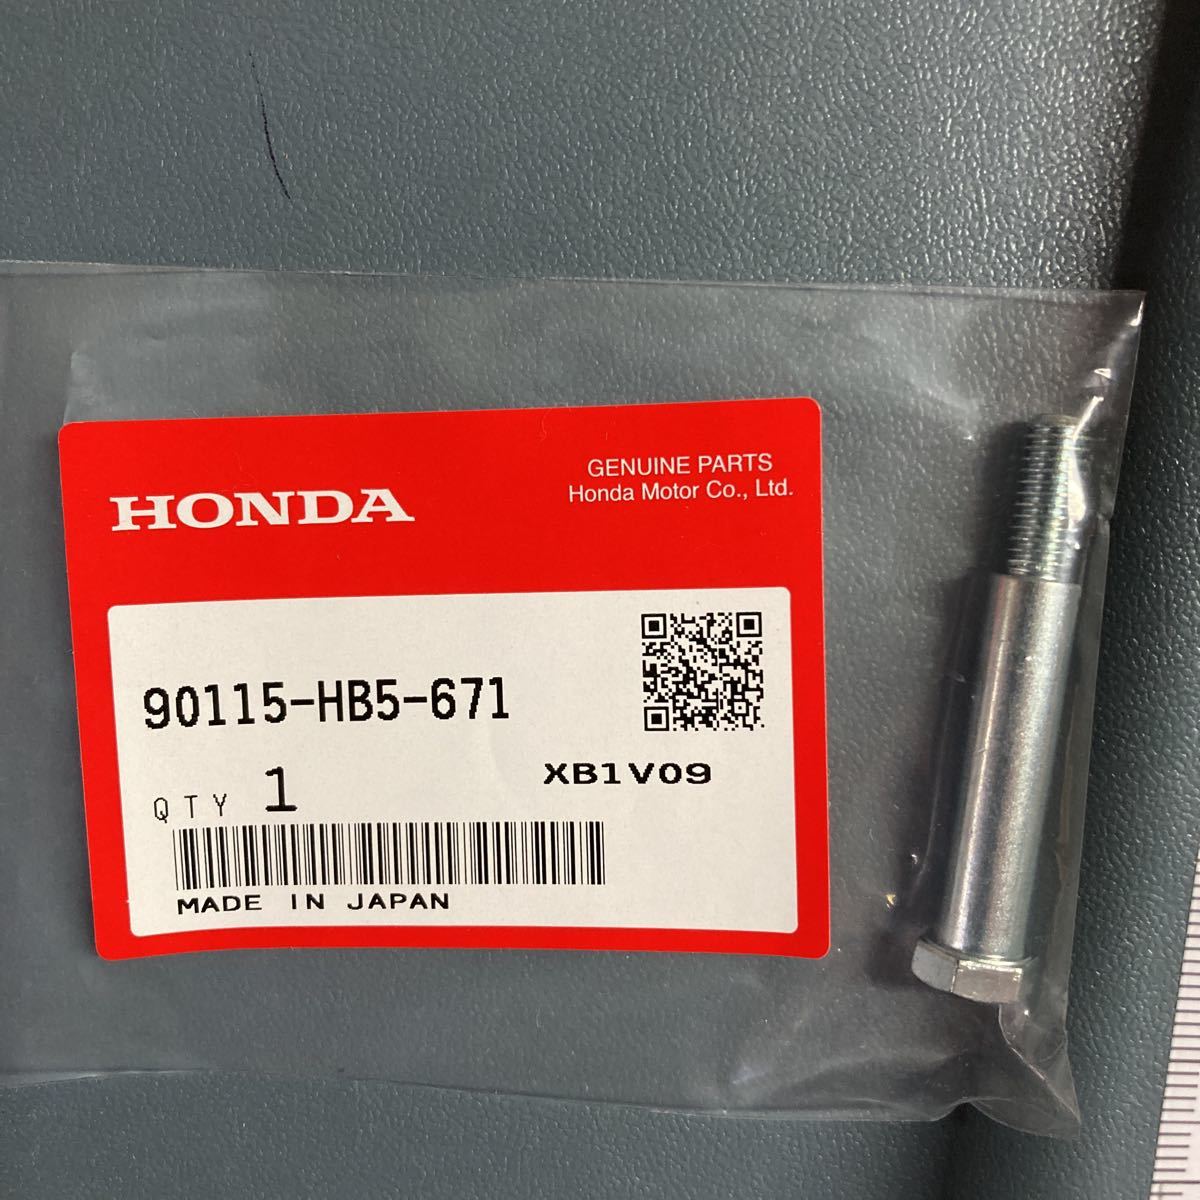 HONDA
GENUINE PARTS
Honda Motor Co., Ltd.
90115-HB5-671
XB1V09
QTY 1
MADE IN JAPAN